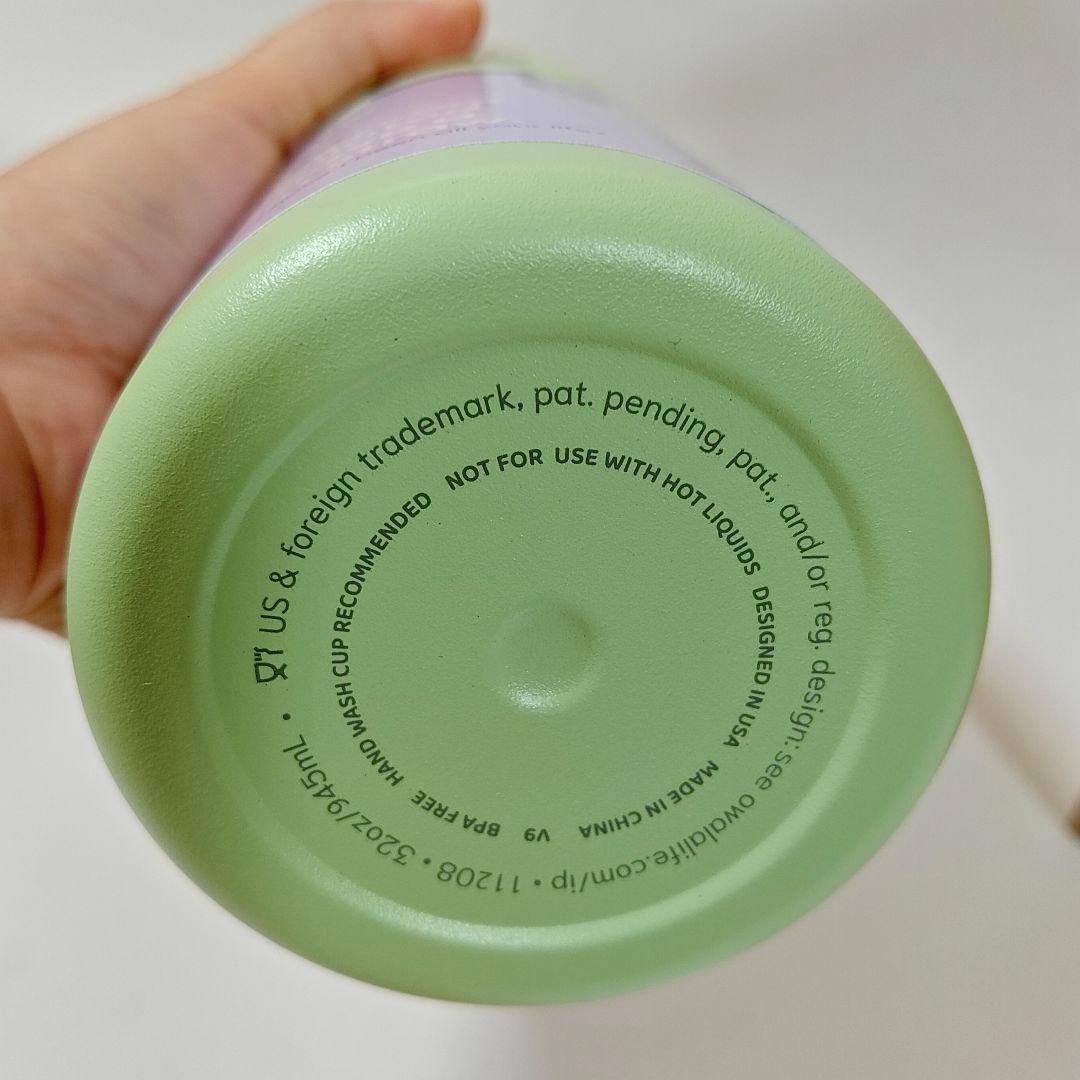 US & foreign trademark, pat. pending, pat., and/or reg. design: see owalalife.com/ip • 11208 • 32oz/945mL •
HAND WASH CUP RECOMMENDED NOT FOR USE WITH HOT LIQUIDS DESIGNED IN USA MADE IN CHINA V9 BPA FREE